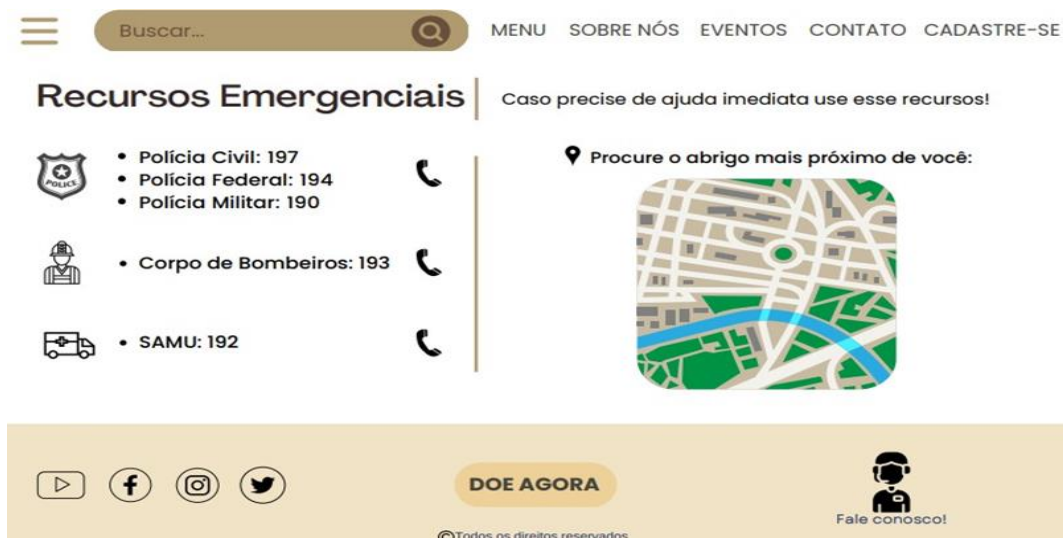 Buscar...
MENU SOBRE NÓS EVENTOS CONTATO CADASTRE-SE
Recursos Emergenciais
Caso precise de ajuda imediata use esse recursos!
POLICE
• Polícia Civil: 197
• Polícia Federal: 194
• Polícia Militar: 190
• Corpo de Bombeiros: 193
• SAMU: 192
Procure o abrigo mais próximo de você:
DOE AGORA
Fale conosco!
©Todos os direitos reservados